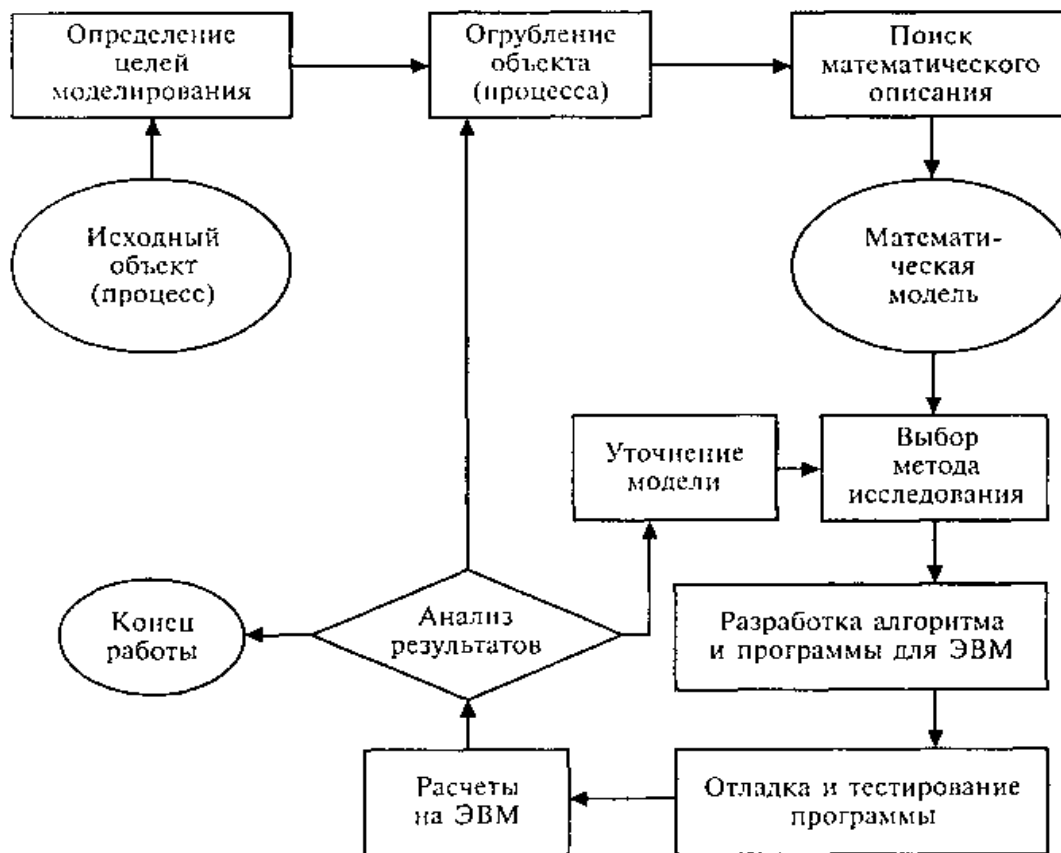 Определение
целей
моделирования
Огрубление
объекта
(процесса)
Поиск
математического
описания
Исходный
объект
(процесс)
Математи-
ческая
модель
Уточнение
модели
Выбор
метода
исследования
Конец
работы
Анализ
результатов
Разработка алгоритма
и программы для ЭВМ
Расчеты
на ЭВМ
Отладка и тестирование
программы